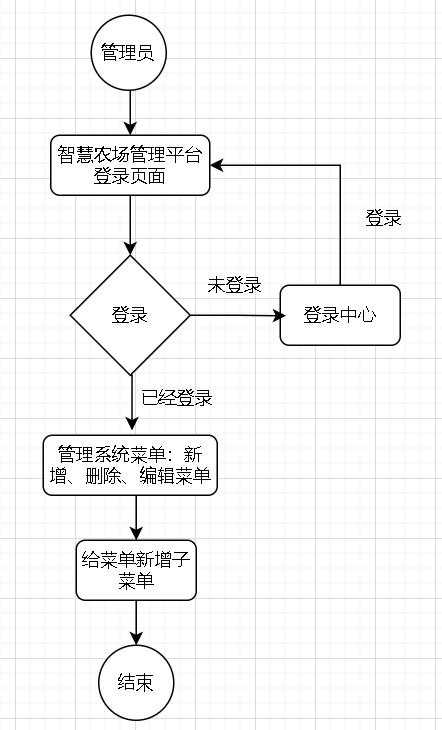 管理员
智慧农场管理平台
登录页面
登录
登录
未登录
登录中心
已经登录
管理系统菜单：新
增、删除、编辑菜单
给菜单新增子
菜单
结束